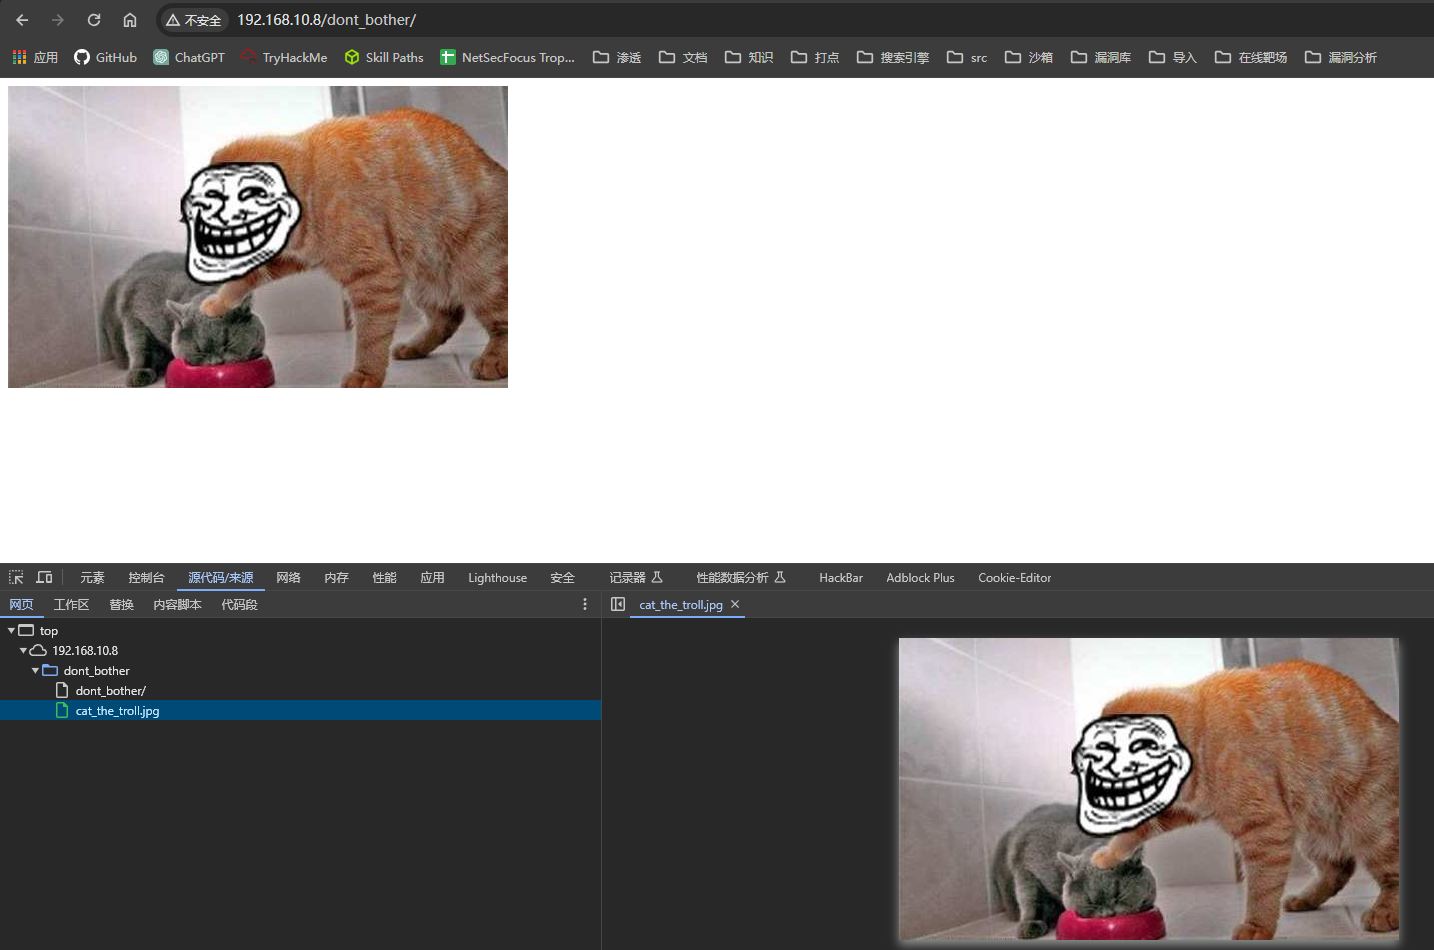 不安全 192.168.10.8/dont_bother/
应用 GitHub ChatGPT TryHackMe Skill Paths NetSecFocus Trop... 渗透 文档 知识 打点 搜索引擎 src 沙箱 漏洞库 导入 在线靶场 漏洞分析
元素 控制台 源代码/来源 网络 内存 性能 应用 Lighthouse 安全 记录器 性能数据分析 HackBar Adblock Plus Cookie-Editor
网页 工作区 替换 内容脚本 代码段 cat_the_troll.jpg
top
192.168.10.8
dont_bother
dont_bother/
cat_the_troll.jpg